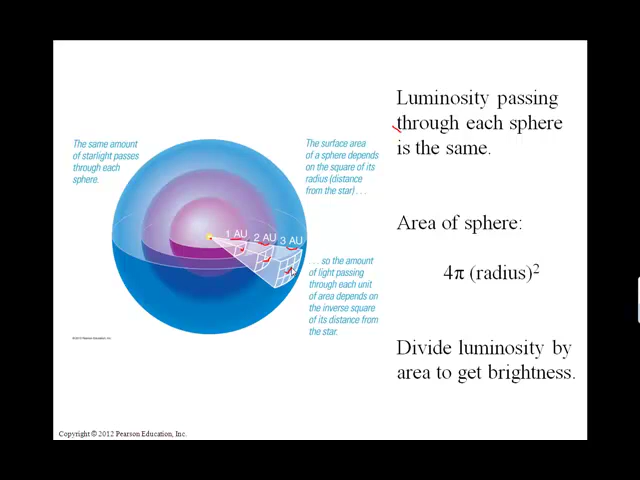 Luminosity passing
through each sphere
is the same.
The same amount
of starlight passes
through each
sphere.
The surface area
of a sphere depends
on the square of its
radius (distance
from the star) . . .
1 AU
2 AU
3 AU
. . . so the amount
of light passing
through each unit
of area depends on
the inverse square
of its distance from
the star.
Area of sphere:
4π (radius)²
Divide luminosity by
area to get brightness.
©2012 Pearson Education, Inc.
Copyright © 2012 Pearson Education, Inc.